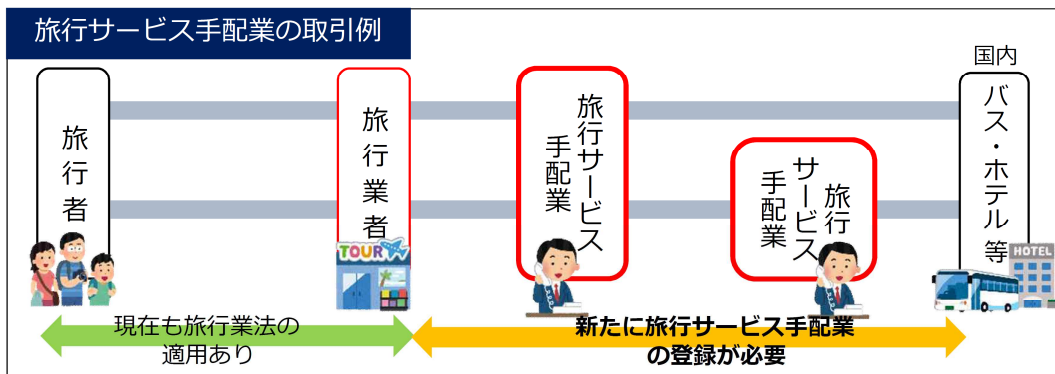 旅行サービス手配業の取引例
旅行者
旅行業者
TOUR
旅行サービス
手配業
旅行
サービス
手配業
国内
バス・ホテル等
HOTEL
現在も旅行業法の
適用あり
新たに旅行サービス手配業
の登録が必要